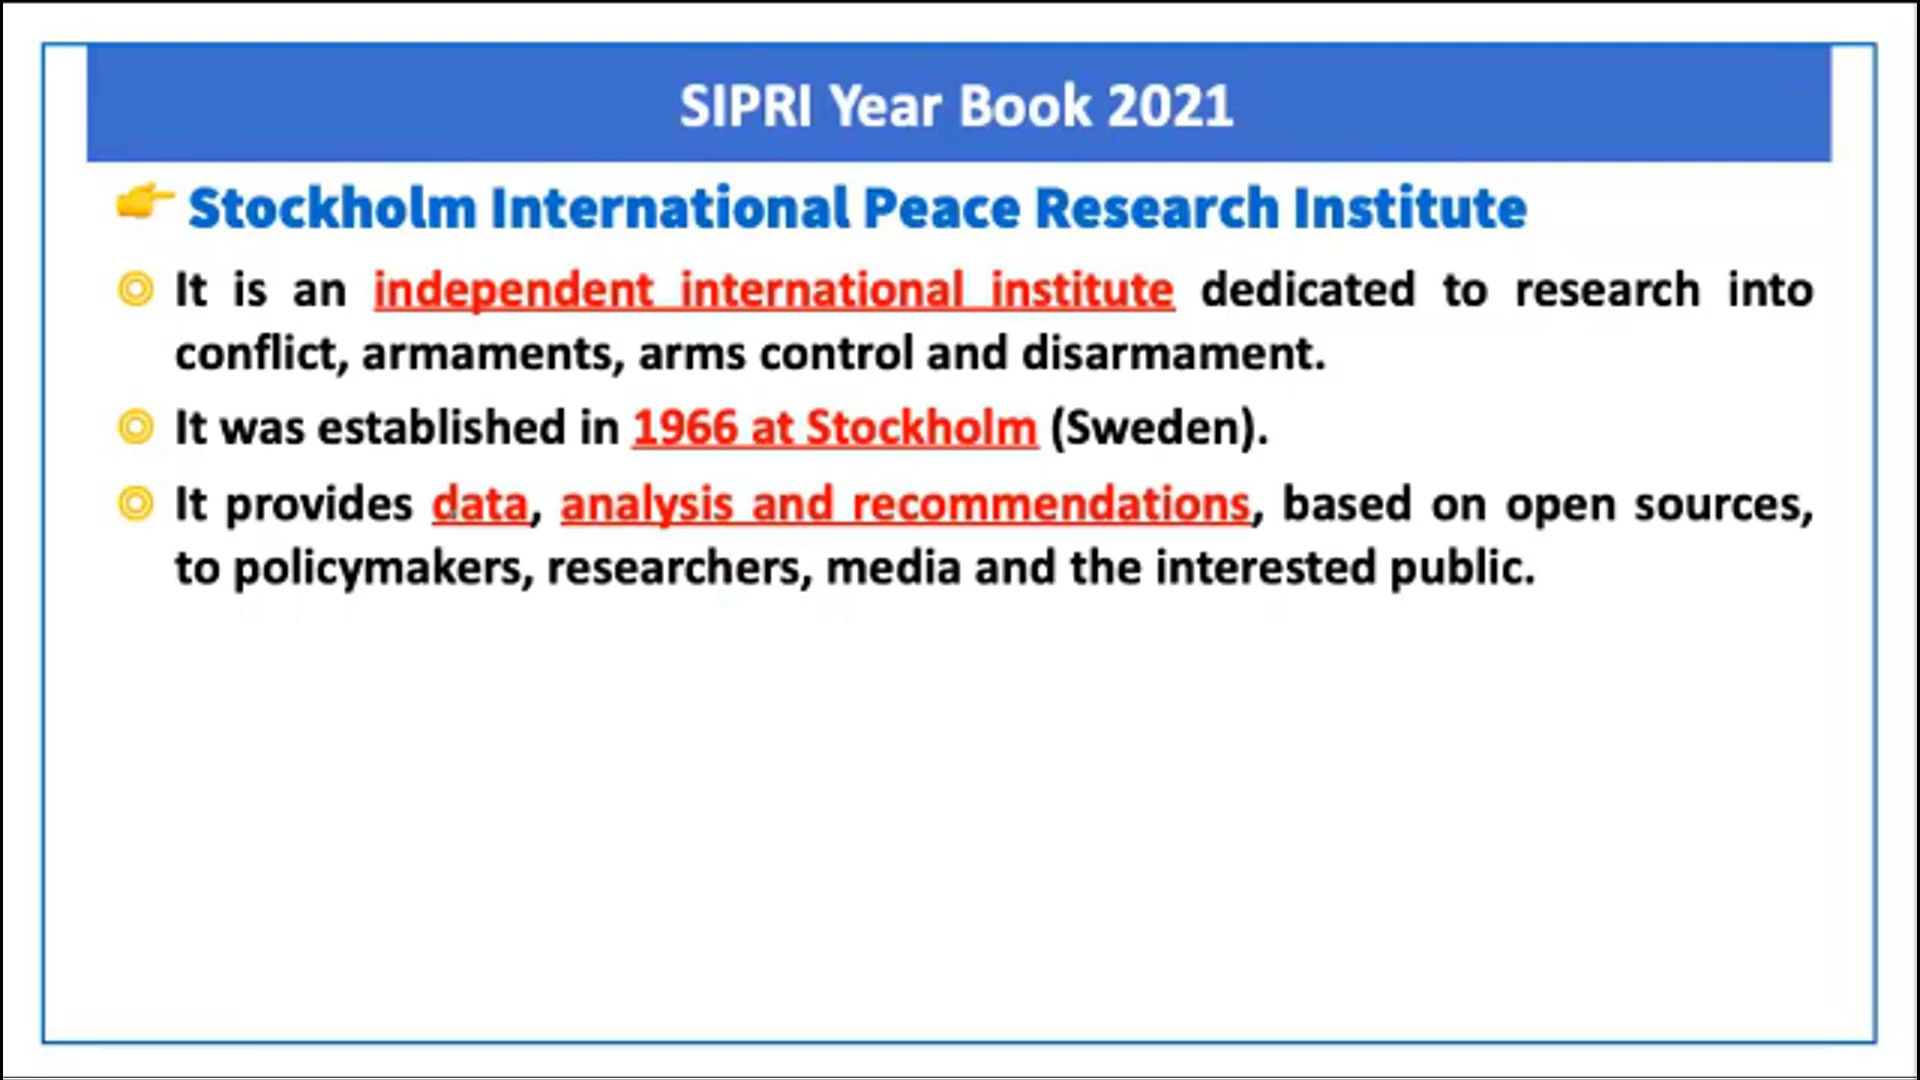 SIPRI Year Book 2021
Stockholm International Peace Research Institute
It is an independent international institute dedicated to research into
conflict, armaments, arms control and disarmament.
It was established in 1966 at Stockholm (Sweden).
It provides data, analysis and recommendations, based on open sources,
to policymakers, researchers, media and the interested public.